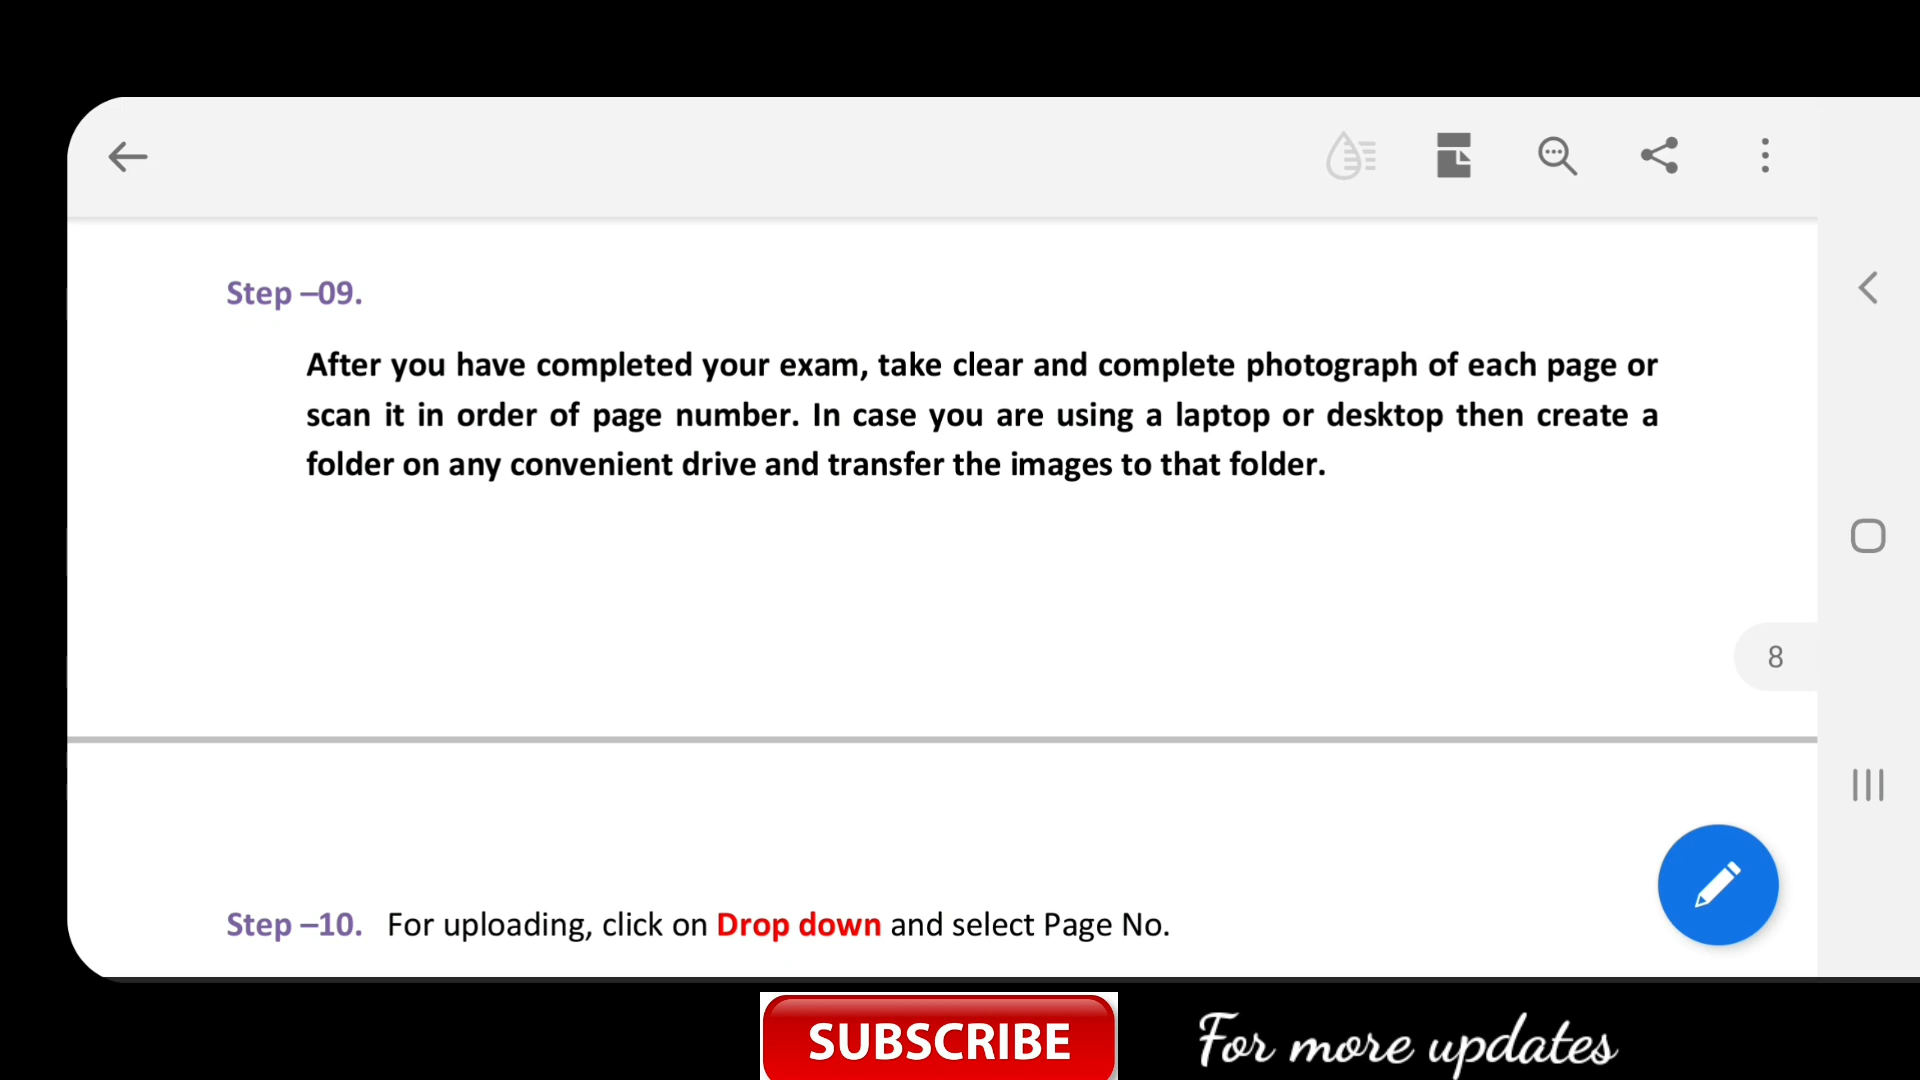 Step –09.
After you have completed your exam, take clear and complete photograph of each page or
scan it in order of page number. In case you are using a laptop or desktop then create a
folder on any convenient drive and transfer the images to that folder.
8
Step –10. For uploading, click on Drop down and select Page No.
SUBSCRIBE For more updates